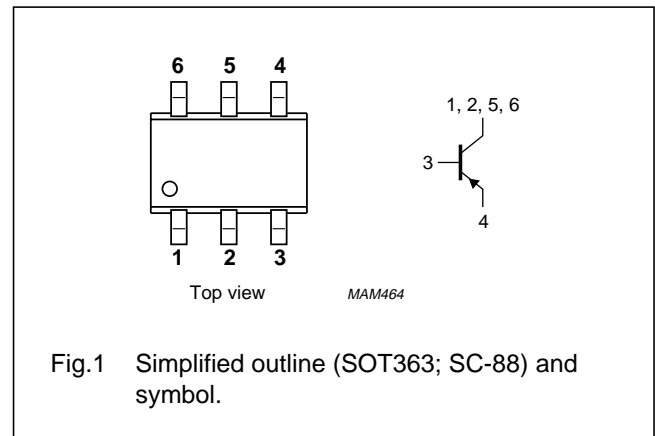 6 5 4
1, 2, 5, 6
3
4
1 2 3
Top view MAM464
Fig.1 Simplified outline (SOT363; SC-88) and
symbol.